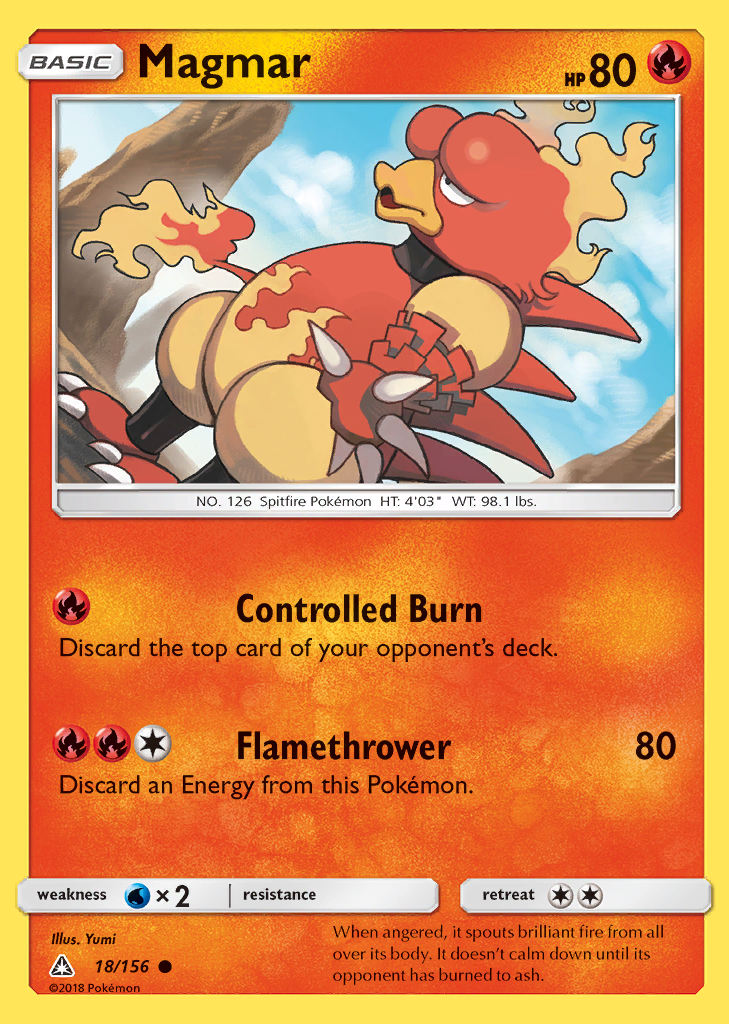 BASIC
Magmar
HP 80
NO. 126 Spitfire Pokémon HT: 4'03" WT: 98.1 lbs.
Controlled Burn
Discard the top card of your opponent's deck.
Flamethrower 80
Discard an Energy from this Pokémon.
weakness × 2 resistance retreat
Illus. Yumi
18/156
©2018 Pokémon
When angered, it spouts brilliant fire from all
over its body. It doesn't calm down until its
opponent has burned to ash.